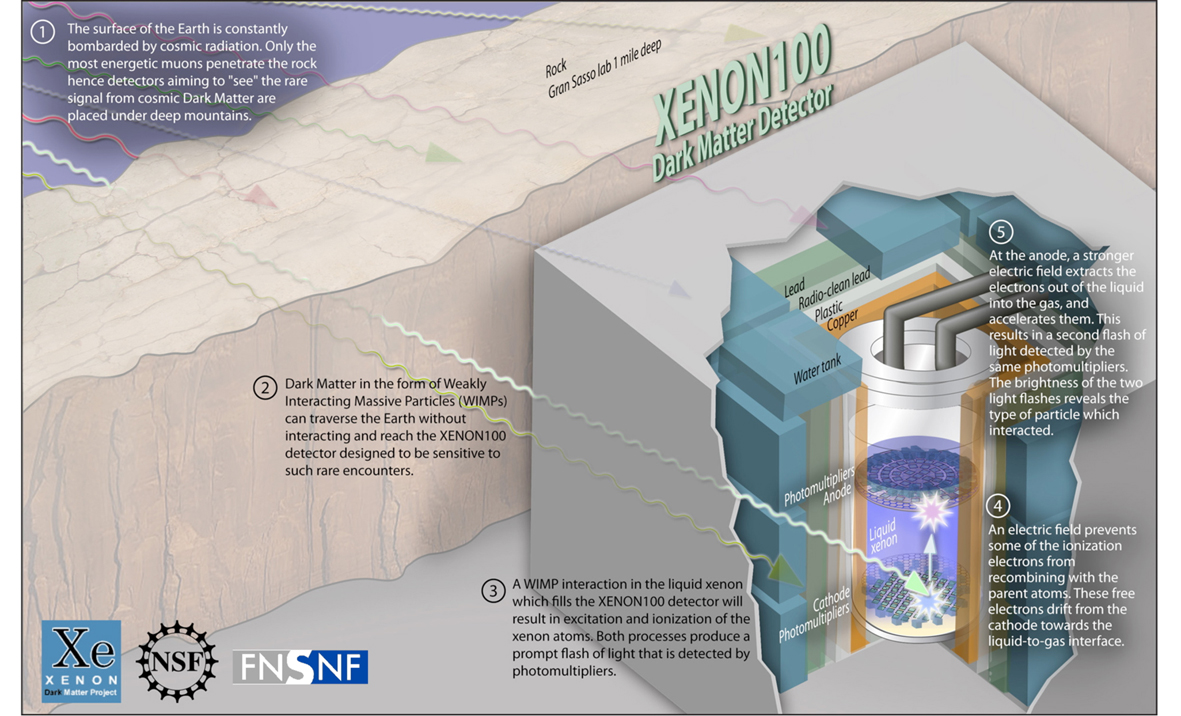 1
The surface of the Earth is constantly
bombarded by cosmic radiation. Only the
most energetic muons penetrate the rock
hence detectors aiming to "see" the rare
signal from cosmic Dark Matter are
placed under deep mountains.
Rock
Gran Sasso lab 1 mile deep
XENON100
Dark Matter Detector
2
Dark Matter in the form of Weakly
Interacting Massive Particles (WIMPs)
can traverse the Earth without
interacting and reach the XENON100
detector designed to be sensitive to
such rare encounters.
3
A WIMP interaction in the liquid xenon
which fills the XENON100 detector will
result in excitation and ionization of the
xenon atoms. Both processes produce a
prompt flash of light that is detected by
photomultipliers.
Lead
Radio-clean lead
Plastic
Copper
Water tank
Photomultipliers
Anode
Liquid
xenon
Cathode
Photomultipliers
5
At the anode, a stronger
electric field extracts the
electrons out of the liquid
into the gas, and
accelerates them. This
results in a second flash of
light detected by the
same photomultipliers.
The brightness of the two
light flashes reveals the
type of particle which
interacted.
4
An electric field prevents
some of the ionization
electrons from
recombining with the
parent atoms. These free
electrons drift from the
cathode towards the
liquid-to-gas interface.
Xe
XENON
Dark Matter Project
NSF
FNSNF